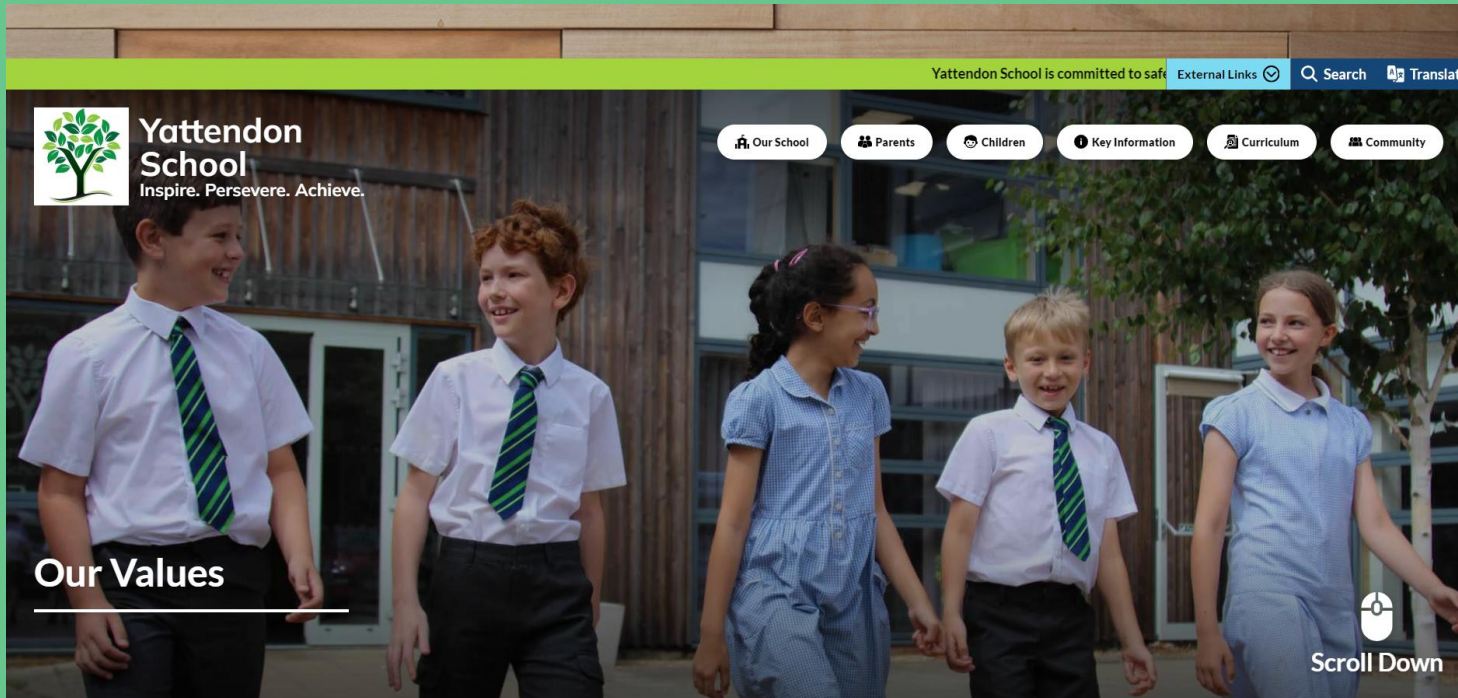 Yattendon School is committed to safe
External Links
Search
Translat
Yattendon
School
Inspire. Persevere. Achieve.
Our School
Parents
Children
Key Information
Curriculum
Community
Our Values
Scroll Down